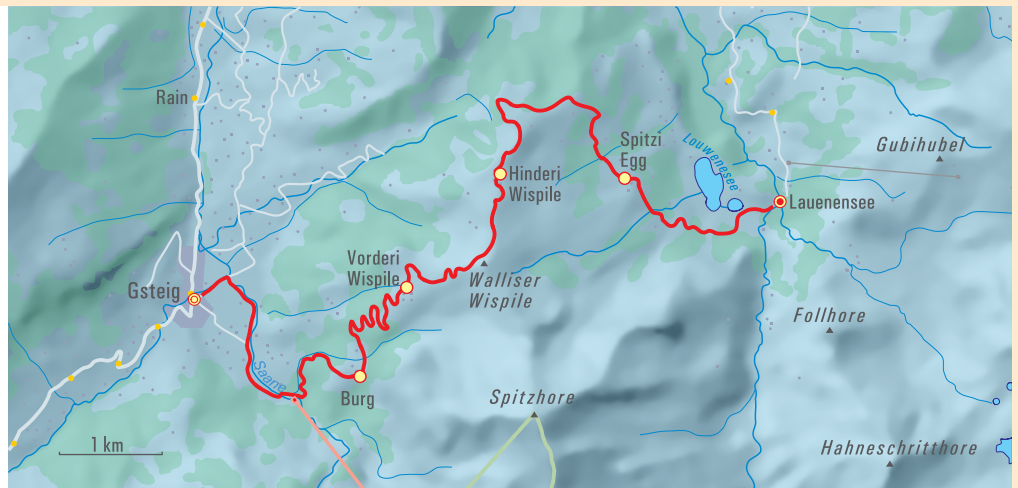 Rain
Gsteig
Saane
1 km
Burg
Vorderi
Wispile
Hinderi
Wispile
Walliser
Wispile
Spitzhore
Spitzi
Egg
Louwenesee
Lauenensee
Gubihubel
Follhore
Hahneschritthore